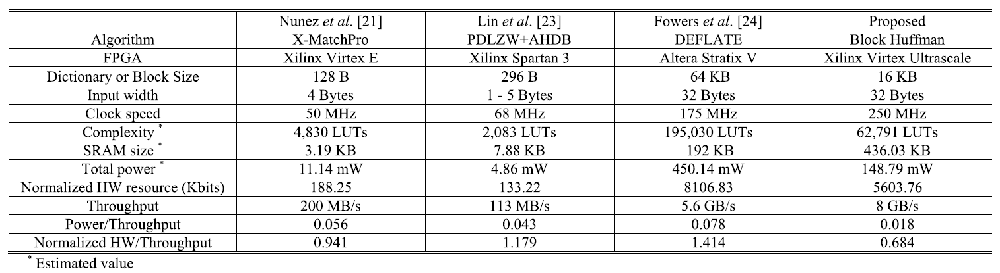 Nunez et al. [21] Lin et al. [23] Fowers et al. [24] Proposed
Algorithm X-MatchPro PDLZW+AHDB DEFLATE Block Huffman
FPGA Xilinx Virtex E Xilinx Spartan 3 Altera Stratix V Xilinx Virtex Ultrascale
Dictionary or Block Size 128 B 296 B 64 KB 16 KB
Input width 4 Bytes 1 - 5 Bytes 32 Bytes 32 Bytes
Clock speed 50 MHz 68 MHz 175 MHz 250 MHz
Complexity * 4,830 LUTs 2,083 LUTs 195,030 LUTs 62,791 LUTs
SRAM size * 3.19 KB 7.88 KB 192 KB 436.03 KB
Total power * 11.14 mW 4.86 mW 450.14 mW 148.79 mW
Normalized HW resource (Kbits) 188.25 133.22 8106.83 5603.76
Throughput 200 MB/s 113 MB/s 5.6 GB/s 8 GB/s
Power/Throughput 0.056 0.043 0.078 0.018
Normalized HW/Throughput 0.941 1.179 1.414 0.684
* Estimated value